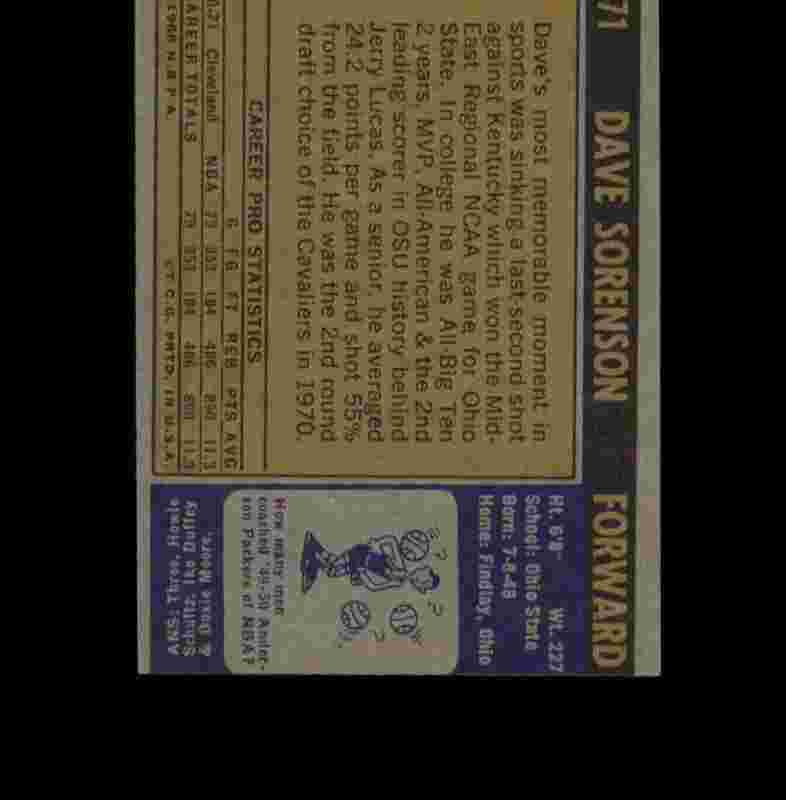 71 DAVE SORENSON FORWARD
Dave's most memorable moment in
sports was sinking a last-second shot
against Kentucky which won the Mid-
East Regional NCAA game for Ohio
State. In college he was All-Big Ten
2 years, MVP, All-American & the 2nd
leading scorer in OSU history behind
Jerry Lucas. As a senior, he averaged
24.2 points per game and shot 55%
from the field. He was the 2nd round
draft choice of the Cavaliers in 1970.
CAREER PRO STATISTICS
G FG FT REB PTS AVG
0-71 Cleveland NBA 79 353 184 486 890 11.3
AREER TOTALS 79 353 184 486 890 11.3
1968 N.B.P.A. ©T.C.G. PRTD. IN U.S.A.
Ht. 6'8" Wt. 227
School: Ohio State
Born: 7-8-48
Home: Findlay, Ohio
How many men
coached '49-50 Ander-
son Packers of NBA?
ANS. Three. Howie
Schultz, Ike Duffey
& Doxie Moore.